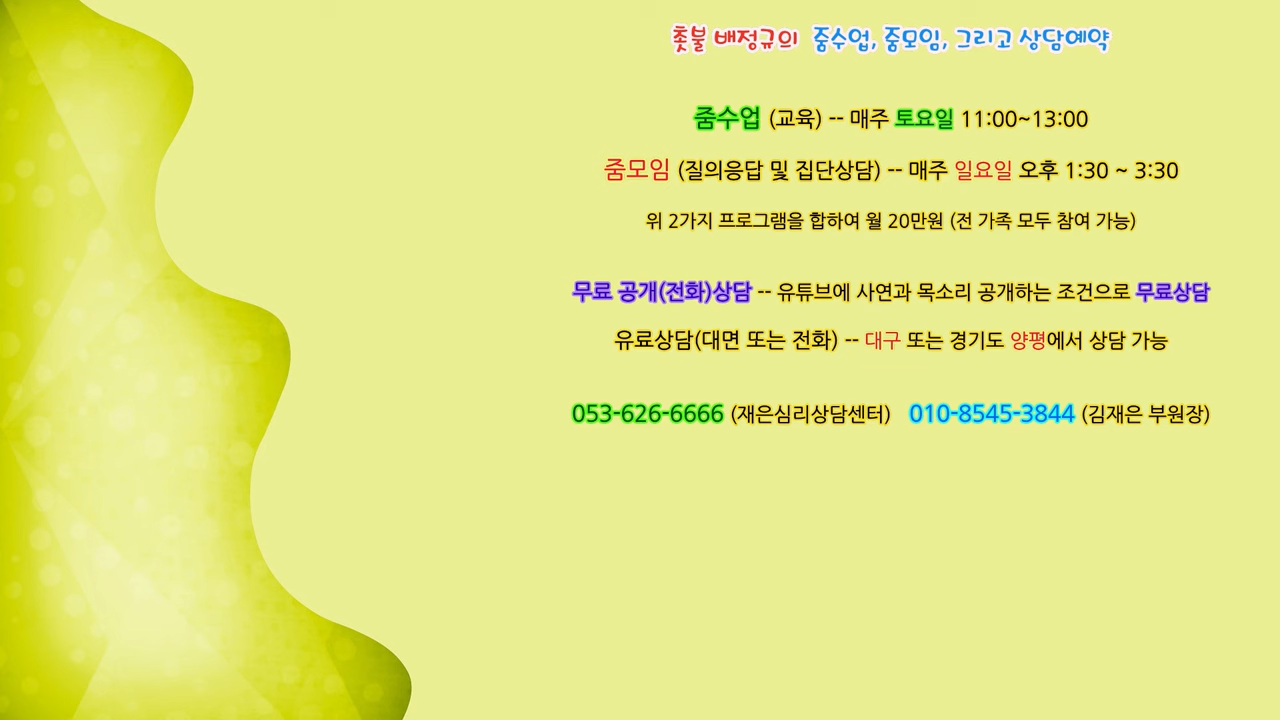 촛불 배정규의 줌수업, 줌모임, 그리고 상담예약
줌수업 (교육) -- 매주 토요일 11:00~13:00
줌모임 (질의응답 및 집단상담) -- 매주 일요일 오후 1:30 ~ 3:30
위 2가지 프로그램을 합하여 월 20만원 (전 가족 모두 참여 가능)
무료 공개(전화)상담 -- 유튜브에 사연과 목소리 공개하는 조건으로 무료상담
유료상담(대면 또는 전화) -- 대구 또는 경기도 양평에서 상담 가능
053-626-6666 (재은심리상담센터) 010-8545-3844 (김재은 부원장)